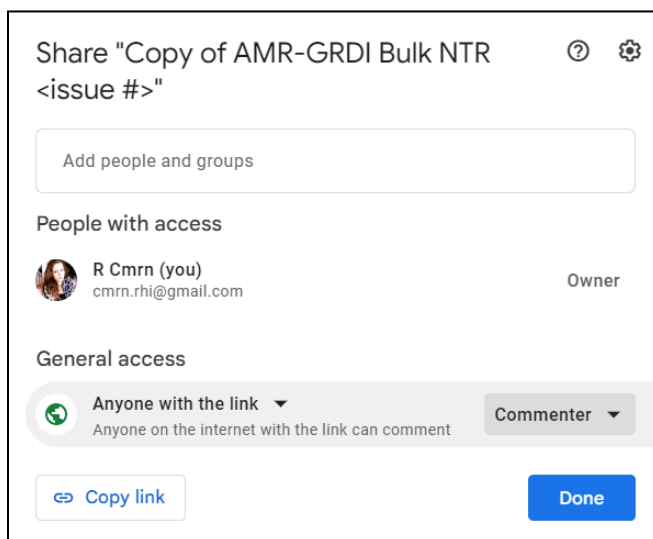 Share "Copy of AMR-GRDI Bulk NTR
<issue #>"
Add people and groups
People with access
R Cmrn (you)
cmrn.rhi@gmail.com
Owner
General access
Anyone with the link
Anyone on the internet with the link can comment
Commenter
Copy link
Done